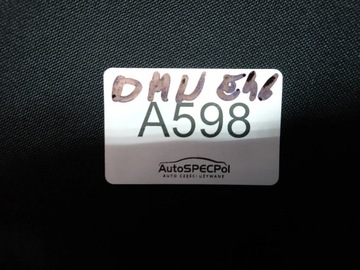 DMU E46
A598
AutoSPECPol
AUTO CZĘŚCI UŻYWANE